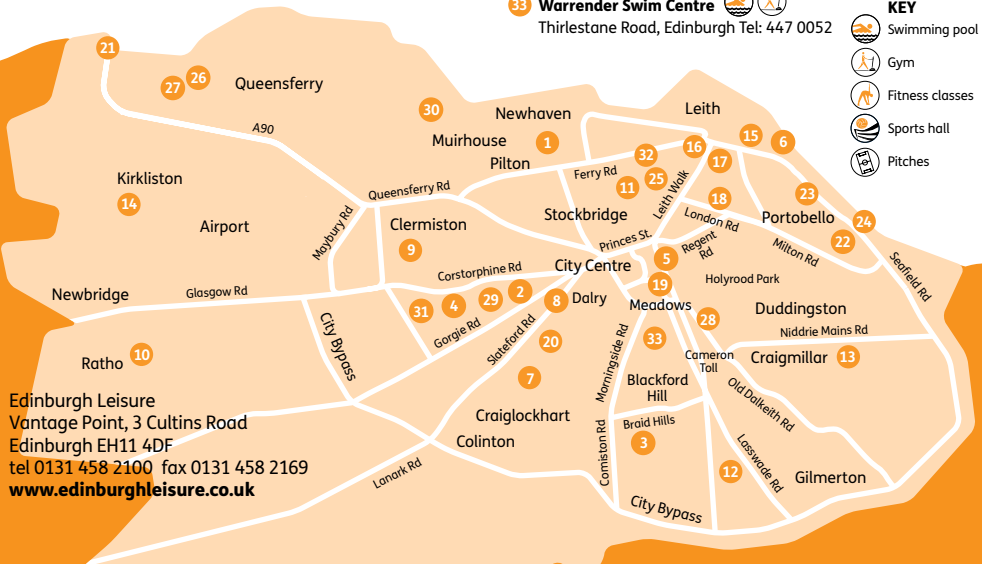 33 Warrender Swim Centre
Thirlestane Road, Edinburgh Tel: 447 0052
KEY
Swimming pool
Gym
Fitness classes
Sports hall
Pitches
21
27
26
Queensferry
30
Newhaven
Leith
Muirhouse
1
Pilton
A90
15
6
16
32
17
Ferry Rd
11
25
Leith Walk
Kirkliston
14
Queensferry Rd
18
23
Stockbridge
London Rd
Portobello
24
22
Airport
Maybury Rd
Clermiston
9
Princes St.
Regent
Rd
Milton Rd
Seafield Rd
5
City Centre
Corstorphine Rd
Holyrood Park
19
Newbridge
Glasgow Rd
31
4
29
2
8
Dalry
Meadows
28
Duddingston
Niddrie Mains Rd
City Bypass
Gorgie Rd
Slateford Rd
20
Morningside Rd
33
Cameron
Toll
Craigmillar
13
Ratho
10
7
Blackford
Hill
Old Dalkeith Rd
Craiglockhart
Colinton
Comiston Rd
Braid Hills
3
12
Lasswade Rd
Gilmerton
Lanark Rd
City Bypass
Edinburgh Leisure
Vantage Point, 3 Cultins Road
Edinburgh EH11 4DF
tel 0131 458 2100 fax 0131 458 2169
www.edinburghleisure.co.uk